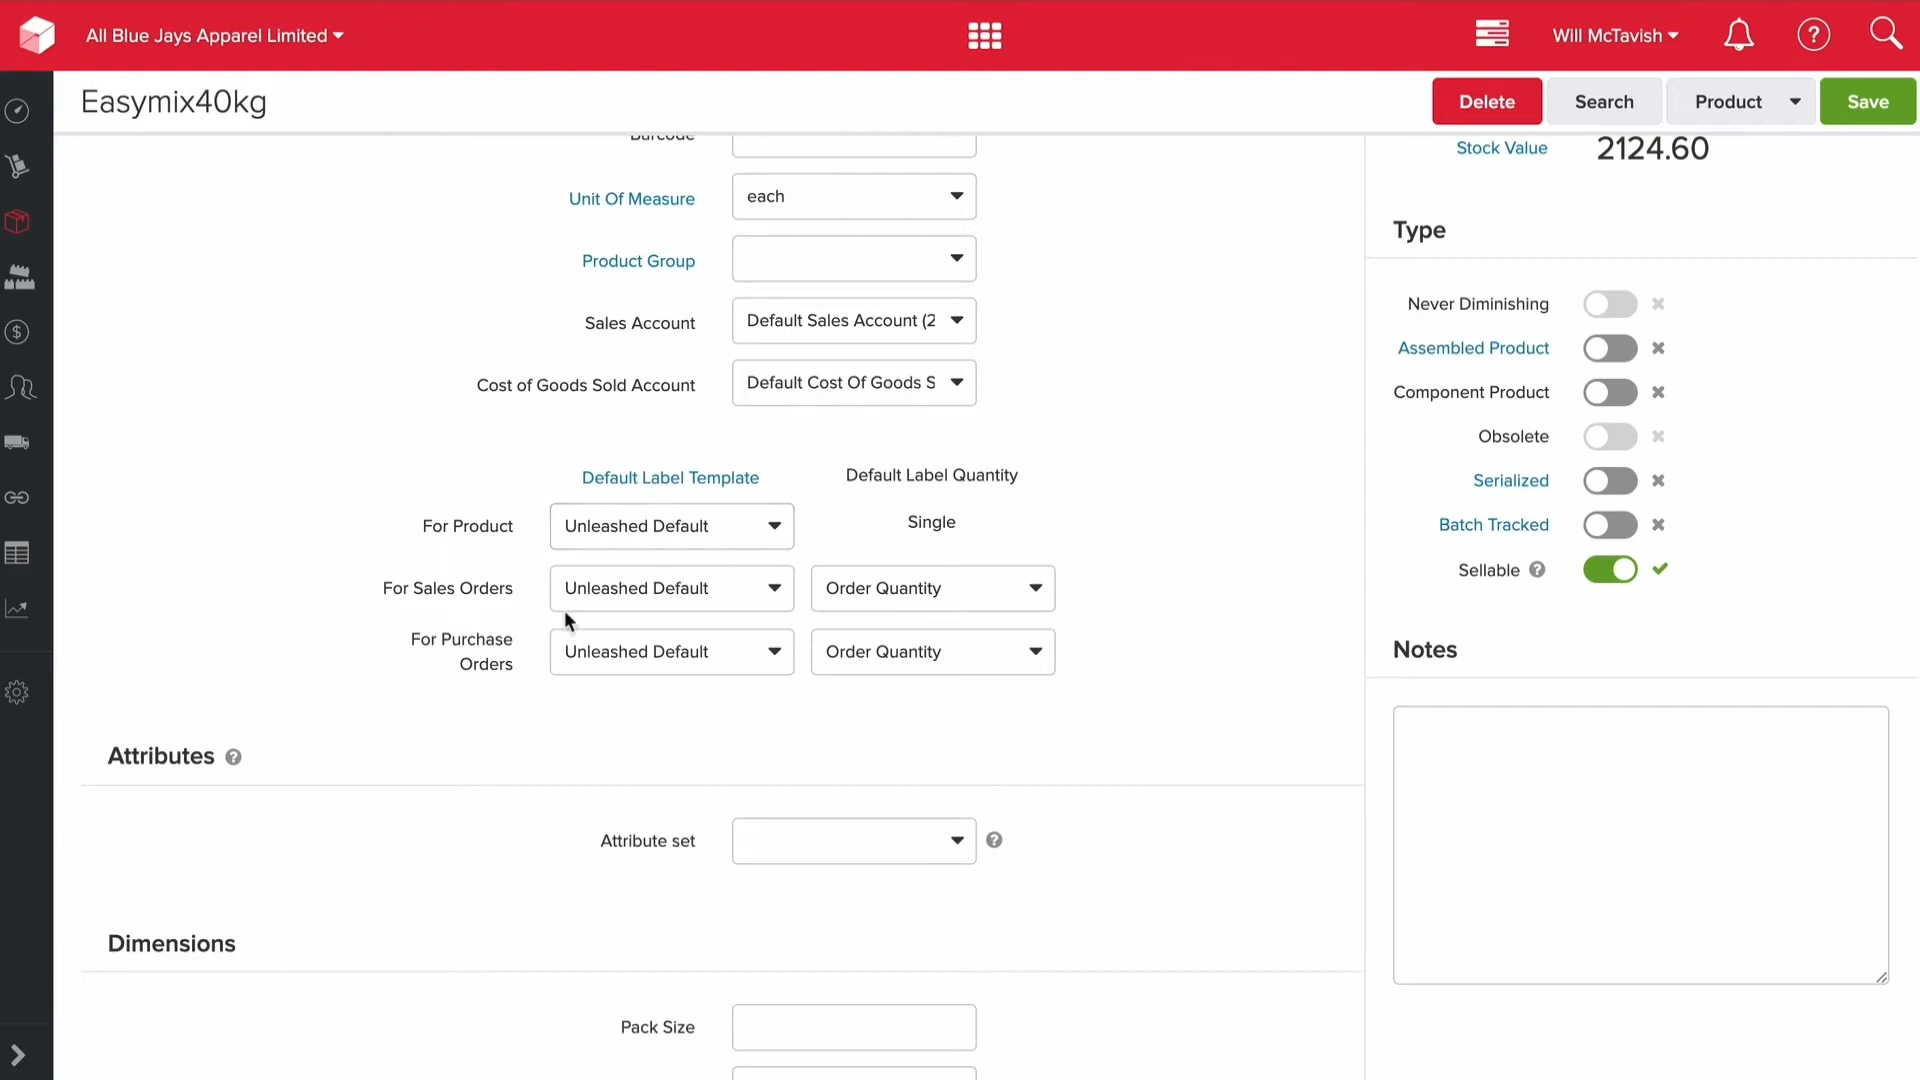 All Blue Jays Apparel Limited
Will McTavish
Easymix40kg
Delete
Search
Product
Save
Barcode
Unit Of Measure
each
Product Group
Sales Account
Default Sales Account (2
Cost of Goods Sold Account
Default Cost Of Goods S
Default Label Template
Default Label Quantity
For Product
Unleashed Default
Single
For Sales Orders
Unleashed Default
Order Quantity
For Purchase
Orders
Unleashed Default
Order Quantity
Attributes
Attribute set
Dimensions
Pack Size
Stock Value
2124.60
Type
Never Diminishing
Assembled Product
Component Product
Obsolete
Serialized
Batch Tracked
Sellable
Notes